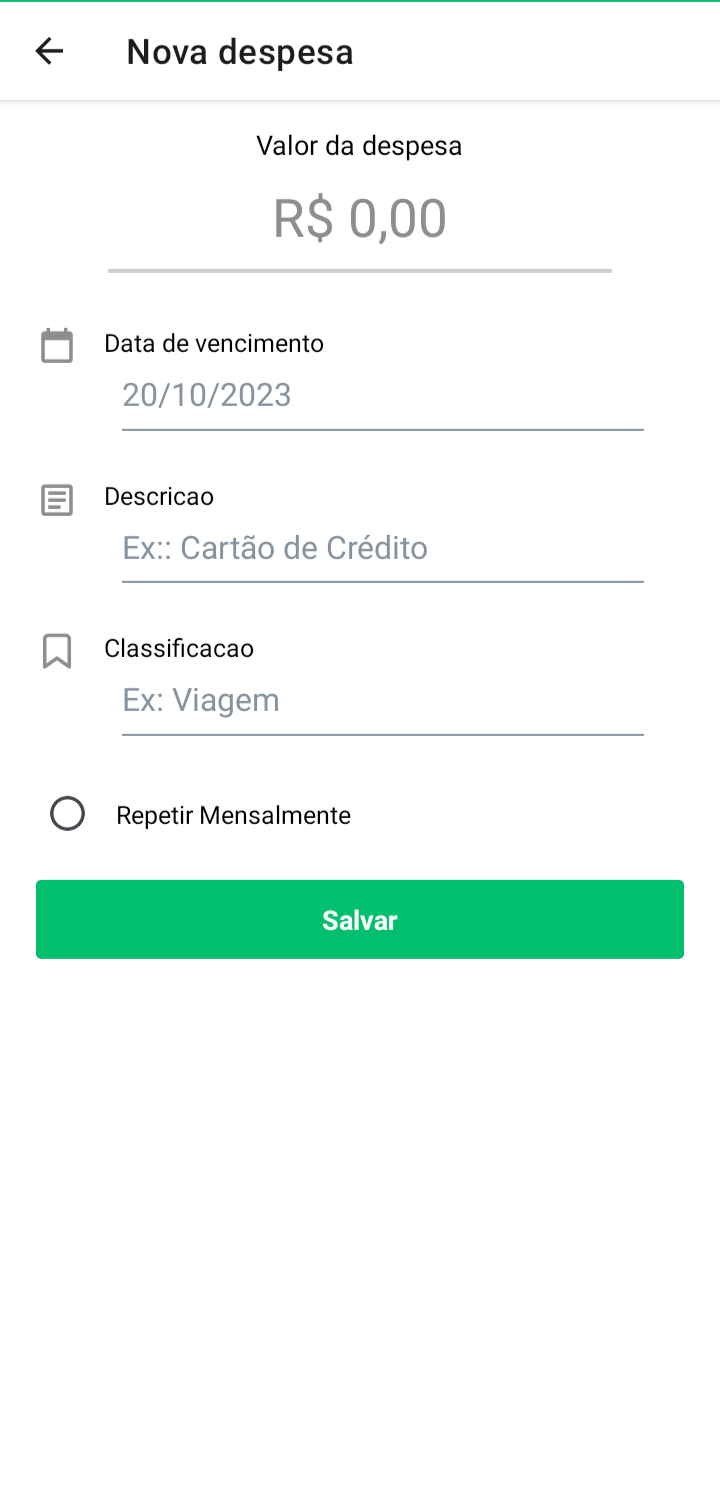 Nova despesa
Valor da despesa
R$ 0,00
Data de vencimento
20/10/2023
Descricao
Ex:: Cartão de Crédito
Classificacao
Ex: Viagem
Repetir Mensalmente
Salvar